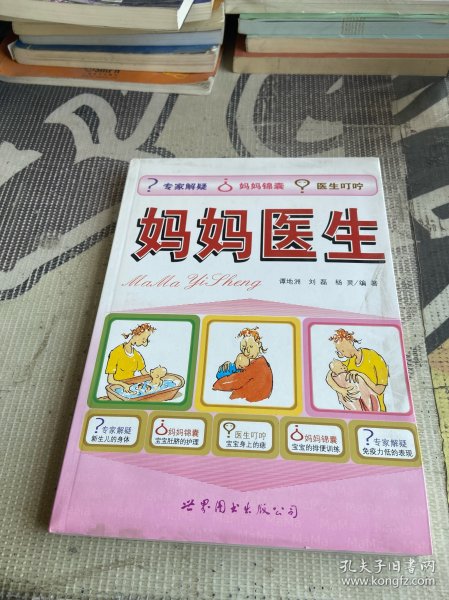 专家解疑 妈妈锦囊 医生叮咛
妈妈医生
MaMa YiSheng
谭地洲 刘磊 杨灵/编著
专家解疑
新生儿的身体
妈妈锦囊
宝宝肚脐的护理
医生叮咛
宝宝身上的痣
妈妈锦囊
宝宝的排便训练
专家解疑
免疫力低的表现
世界图书出版公司
孔夫子旧书网
www.kongfz.com